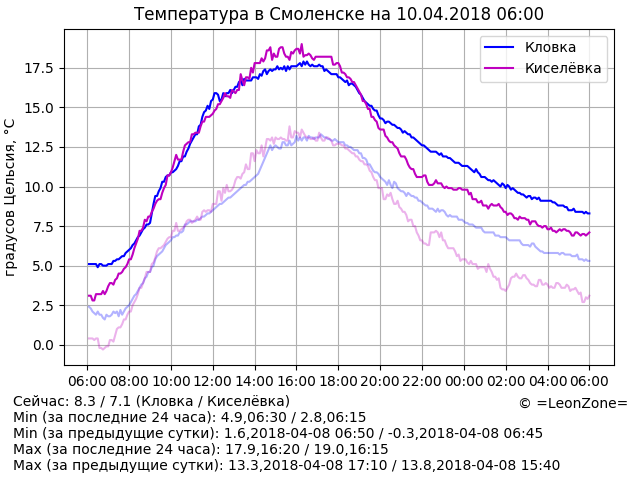 Температура в Смоленске на 10.04.2018 06:00
Кловка
Киселёвка
градусов Цельсия, °C
17.5
15.0
12.5
10.0
7.5
5.0
2.5
0.0
06:00 08:00 10:00 12:00 14:00 16:00 18:00 20:00 22:00 00:00 02:00 04:00 06:00
Сейчас: 8.3 / 7.1 (Кловка / Киселёвка)
© =LeonZone=
Min (за последние 24 часа): 4.9,06:30 / 2.8,06:15
Min (за предыдущие сутки): 1.6,2018-04-08 06:50 / -0.3,2018-04-08 06:45
Max (за последние 24 часа): 17.9,16:20 / 19.0,16:15
Max (за предыдущие сутки): 13.3,2018-04-08 17:10 / 13.8,2018-04-08 15:40